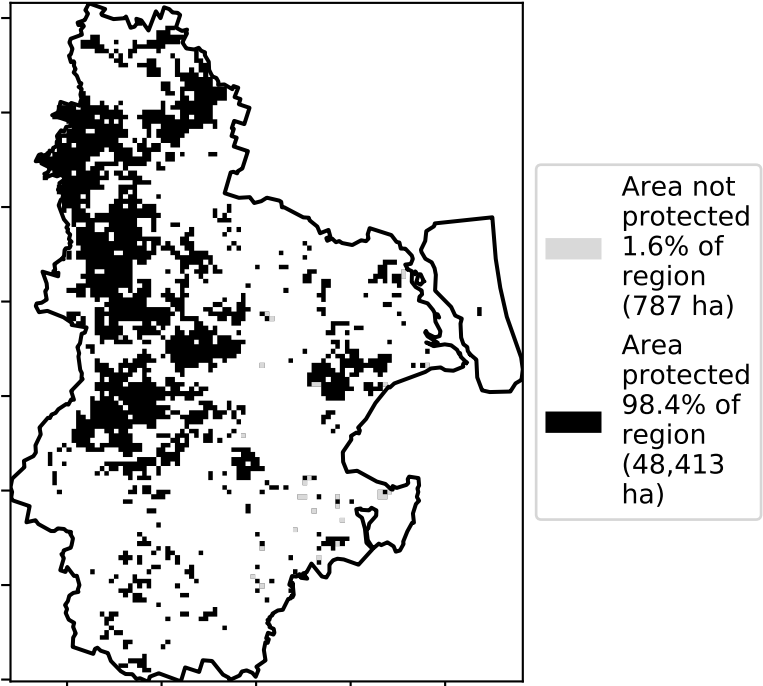 Area not
protected
1.6% of
region
(787 ha)
Area
protected
98.4% of
region
(48,413
ha)